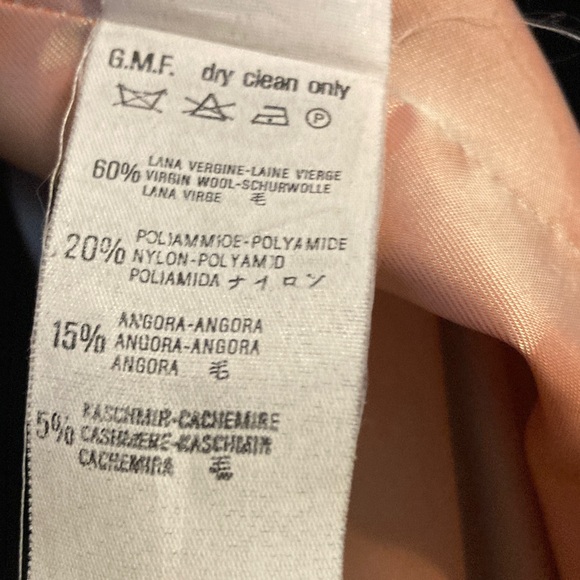 G.M.F. dry clean only
P
60% LANA VERGINE-LAINE VIERGE
VIRGIN WOOL-SCHURWOLLE
LANA VIRGE 毛
20% POLIAMMIDE-POLYAMIDE
NYLON-POLYAMID
POLIAMIDA ナイロン
15% ANGORA-ANGORA
ANGORA-ANGORA
ANGORA 毛
5% KASCHMIR-CACHEMIRE
CASHMERE-KASCHMIR
CACHEMIRA 毛